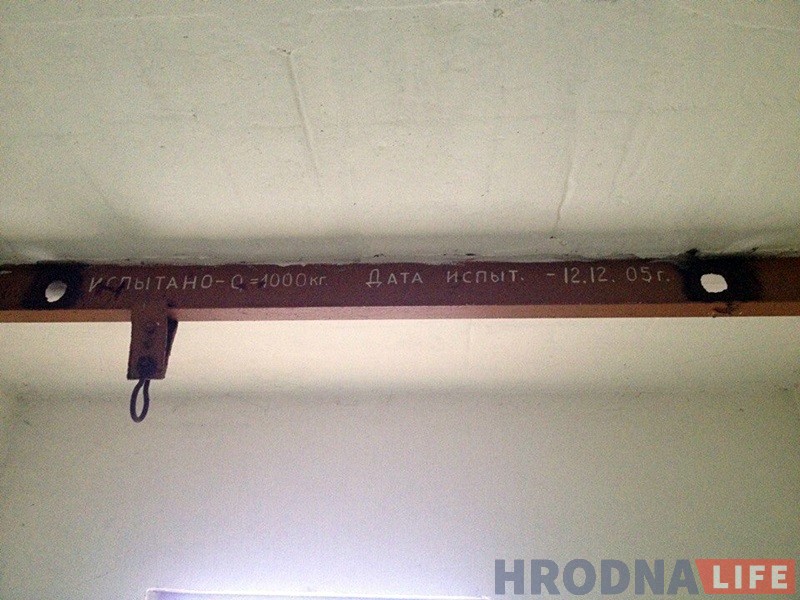 ИСПЫТАНО-Q=1000кг. ДАТА ИСПЫТ. -12.12.05г.
HRODNA LIFE